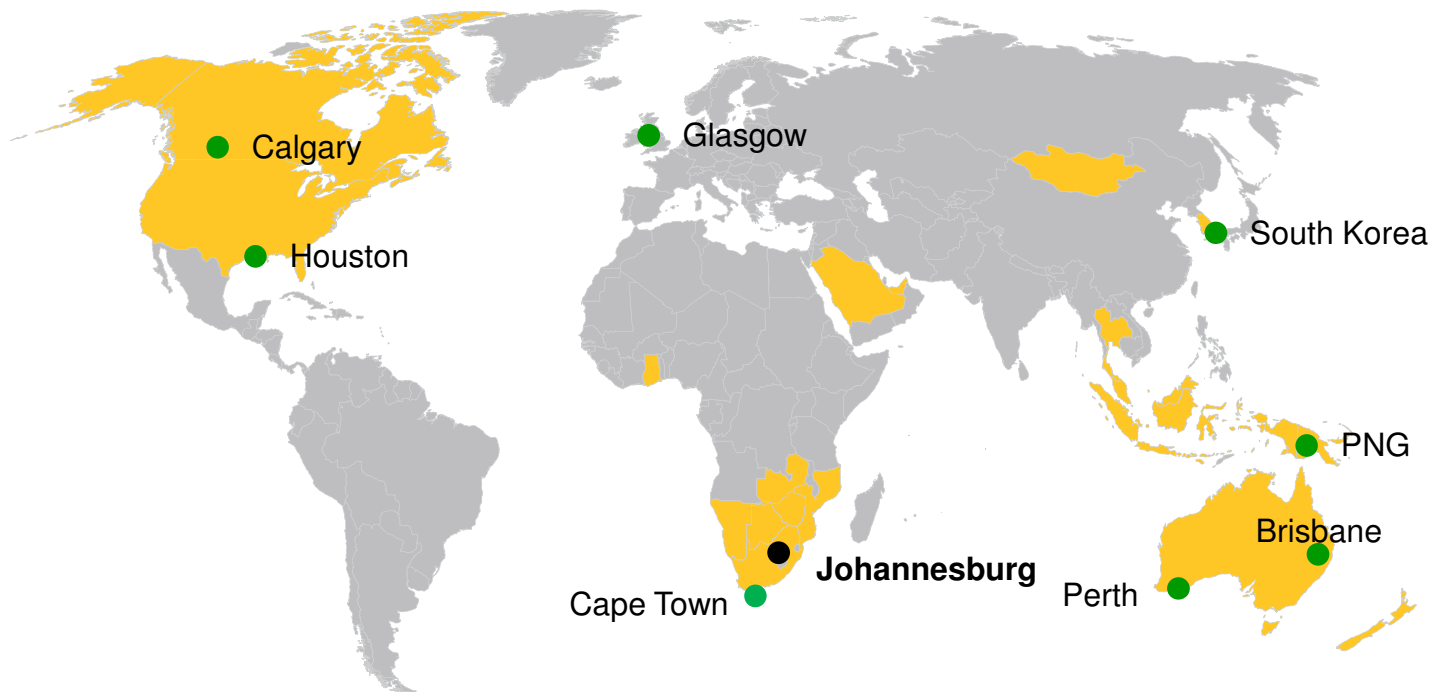 Calgary
Glasgow
South Korea
Houston
PNG
Brisbane
Johannesburg
Perth
Cape Town